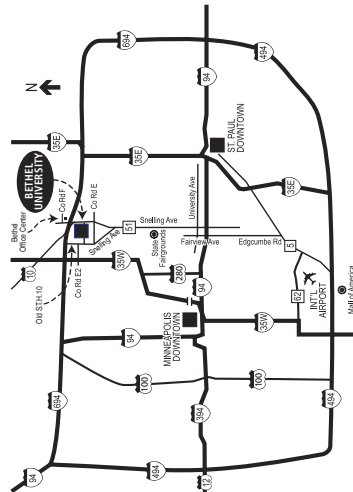 694
494
94
N
35E
35E
ST. PAUL
DOWNTOWN
BETHEL
UNIVERSITY
Co Rd F
Co Rd E
Bethel
Office Center
Snelling Ave
Snelling Ave
51
University Ave
35E
State
Fairgrounds
Fairview Ave
Edgcumbe Rd
5
10
Old STH 10
Co Rd E2
35W
280
94
62
INT'L
AIRPORT
Mall of America
MINNEAPOLIS
DOWNTOWN
94
35W
100
100
694
394
494
94
494
12